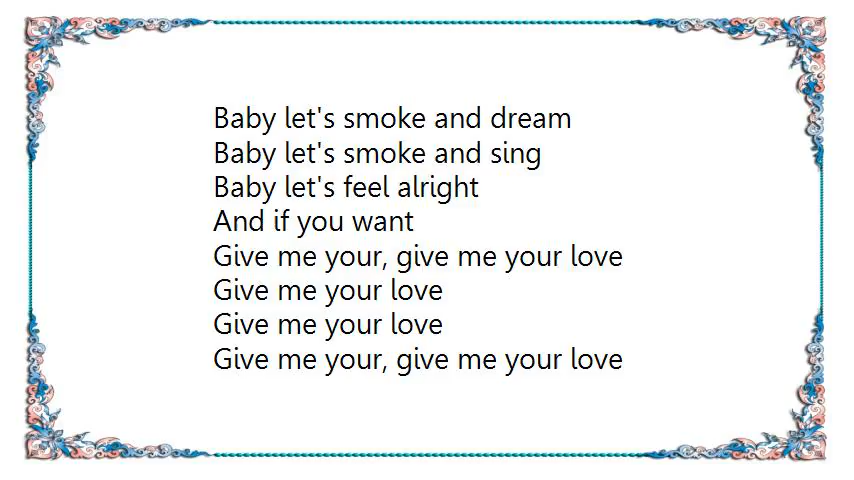 Baby let's smoke and dream
Baby let's smoke and sing
Baby let's feel alright
And if you want
Give me your, give me your love
Give me your love
Give me your love
Give me your, give me your love